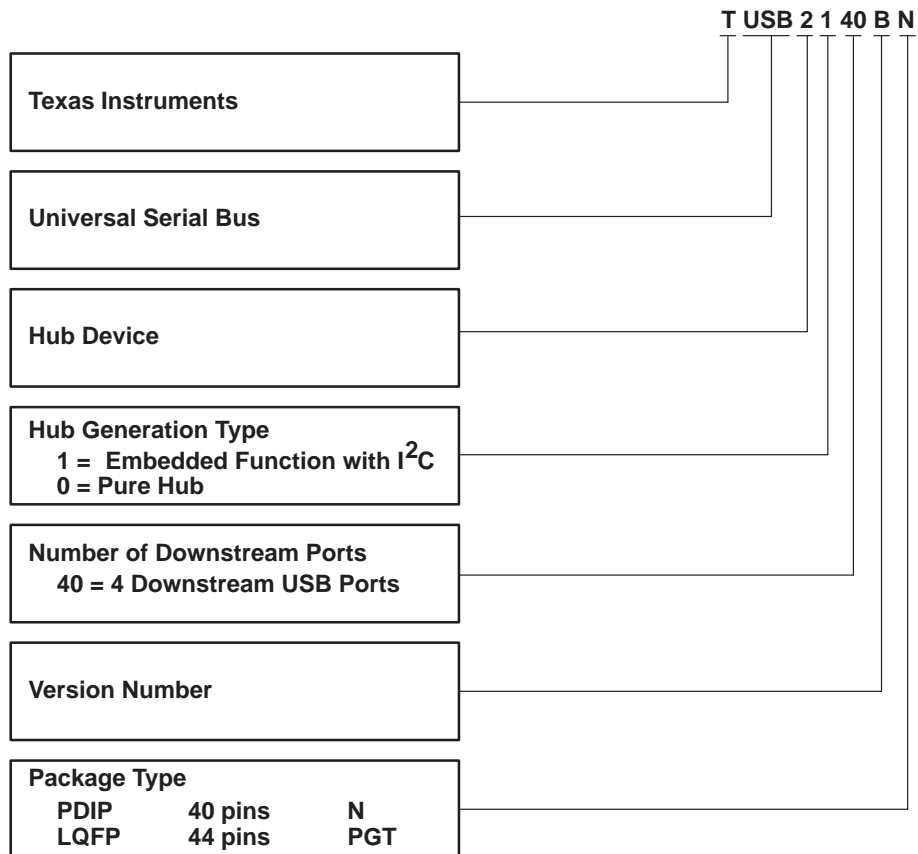 T USB 2 1 40 B N
Texas Instruments
Universal Serial Bus
Hub Device
Hub Generation Type
1 = Embedded Function with I²C
0 = Pure Hub
Number of Downstream Ports
40 = 4 Downstream USB Ports
Version Number
Package Type
PDIP 40 pins N
LQFP 44 pins PGT